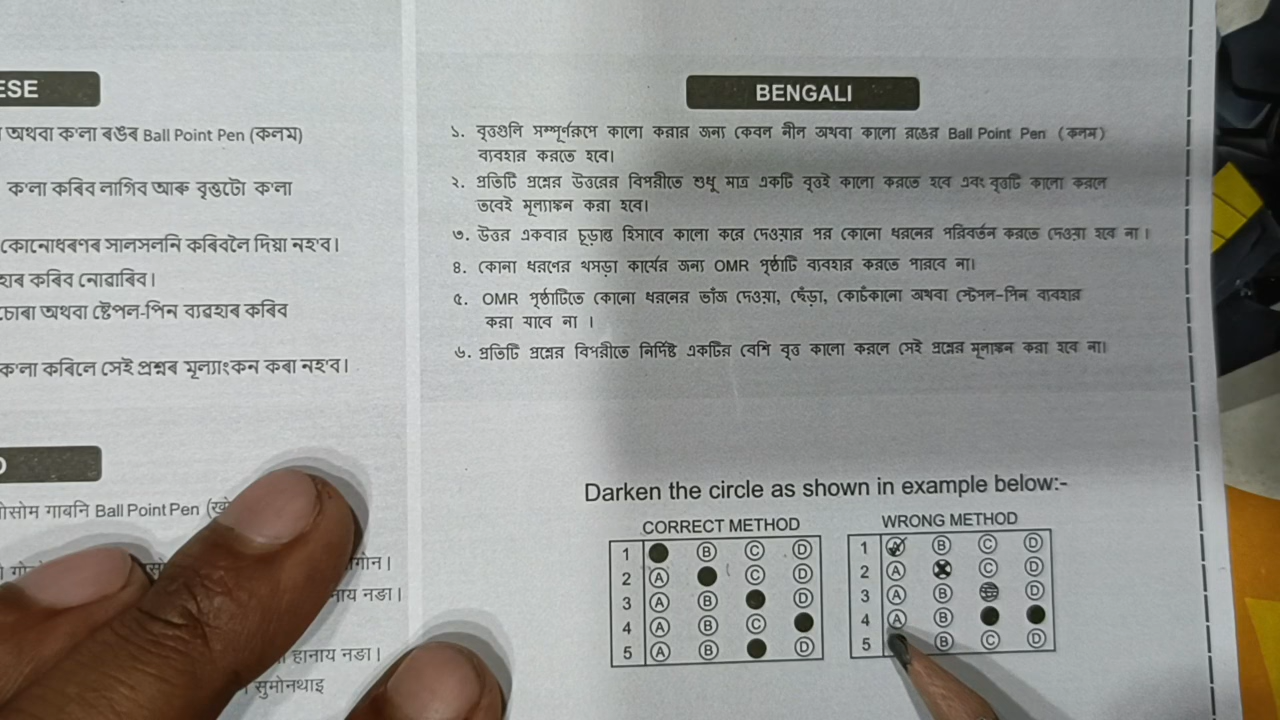 ESE
অথবা ক'লা ৰঙৰ Ball Point Pen (কলম)
ক'লা কৰিব লাগিব আৰু বৃত্তটো ক'লা
কোনোধৰণৰ সালসলনি কৰিবলৈ দিয়া নহ'ব।
হাৰ কৰিব নোৱাৰিব।
চোৰা অথবা ষ্টেপল-পিন ব্যৱহাৰ কৰিব
ক'লা কৰিলে সেই প্ৰশ্নৰ মূল্যাংকন কৰা নহ'ব।
BENGALI
১. বৃত্তগুলি সম্পূর্ণরূপে কালো করার জন্য কেবল নীল অথবা কালো রঙের Ball Point Pen (কলম)
ব্যবহার করতে হবে।
২. প্রতিটি প্রশ্নের উত্তরের বিপরীতে শুধু মাত্র একটি বৃত্তই কালো করতে হবে এবং বৃত্তটি কালো করলে
তবেই মূল্যাঙ্কন করা হবে।
৩. উত্তর একবার চূড়ান্ত হিসাবে কালো করে দেওয়ার পর কোনো ধরনের পরিবর্তন করতে দেওয়া হবে না।
৪. কোনা ধরণের খসড়া কার্যের জন্য OMR পৃষ্ঠাটি ব্যবহার করতে পারবে না।
৫. OMR পৃষ্ঠাটিতে কোনো ধরনের ভাঁজ দেওয়া, ছেঁড়া, কোচঁকানো অথবা স্টেপল-পিন ব্যবহার
করা যাবে না ।
৬. প্রতিটি প্রশ্নের বিপরীতে নির্দিষ্ট একটির বেশি বৃত্ত কালো করলে সেই প্রশ্নের মূল্যাঙ্কন করা হবে না।
गोसोम गाबनि Ball Point Pen
गोन।
नाय नङा।
हानाय नङा।
सुमोनथाइ
Darken the circle as shown in example below:-
CORRECT METHOD
1 B C D
2 A C D
3 A B D
4 A B C
5 A B D
WRONG METHOD
1 A B C D
2 A C D
3 A B D
4 A B
5 B C D